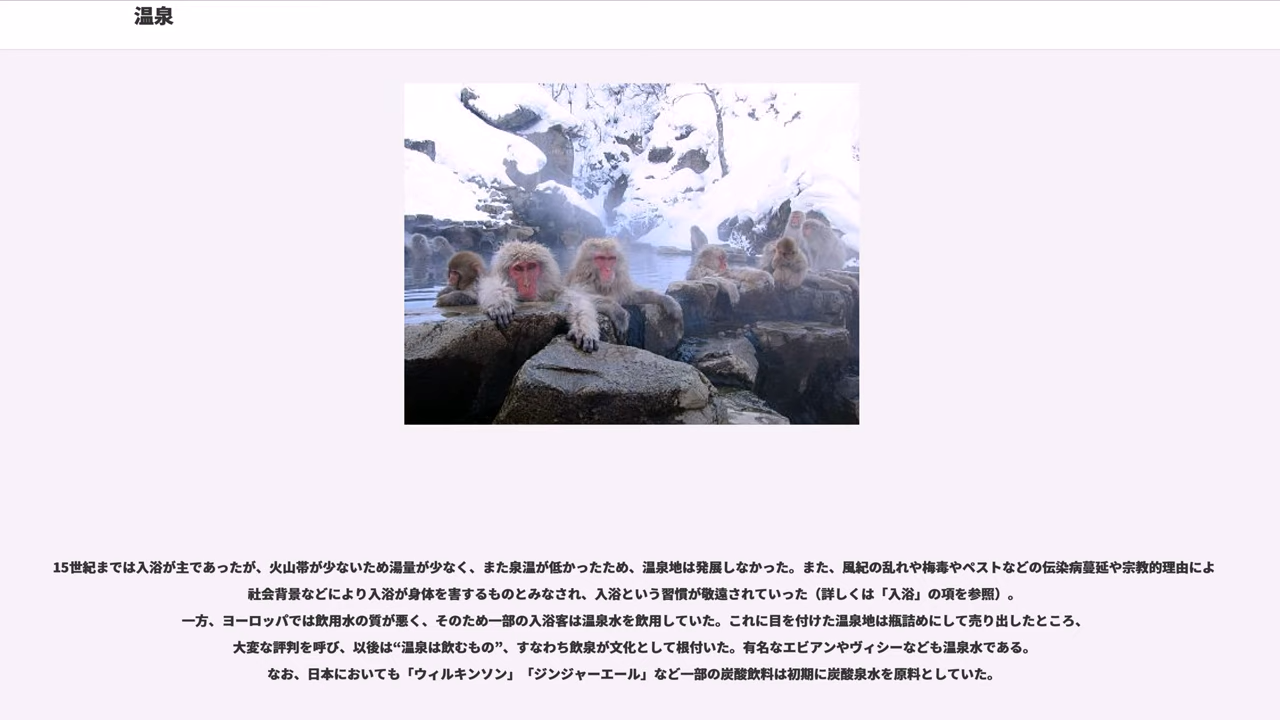 温泉
15世紀までは入浴が主であったが、火山帯が少ないため湯量が少なく、また泉温が低かったため、温泉地は発展しなかった。また、風紀の乱れや梅毒やペストなどの伝染病蔓延や宗教的理由によ
社会背景などにより入浴が身体を害するものとみなされ、入浴という習慣が敬遠されていった（詳しくは「入浴」の項を参照）。
一方、ヨーロッパでは飲用水の質が悪く、そのため一部の入浴客は温泉水を飲用していた。これに目を付けた温泉地は瓶詰めにして売り出したところ、
大変な評判を呼び、以後は“温泉は飲むもの”、すなわち飲泉が文化として根付いた。有名なエビアンやヴィシーなども温泉水である。
なお、日本においても「ウィルキンソン」「ジンジャーエール」など一部の炭酸飲料は初期に炭酸泉水を原料としていた。